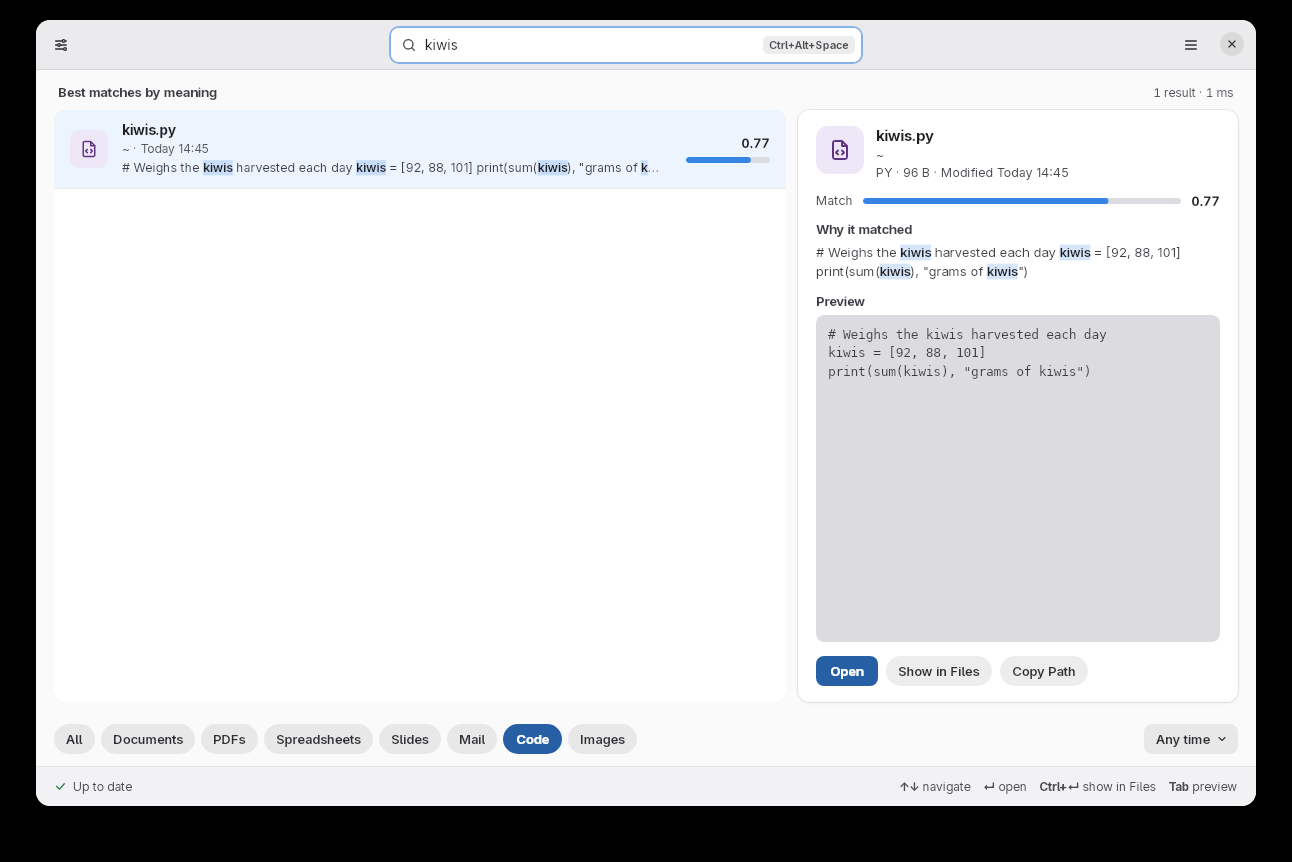 kiwis
Ctrl+Alt+Space
Best matches by meaning
1 result · 1 ms
kiwis.py
~ · Today 14:45
# Weighs the kiwis harvested each day kiwis = [92, 88, 101] print(sum(kiwis), "grams of k…
0.77
kiwis.py
~
PY · 96 B · Modified Today 14:45
Match
0.77
Why it matched
# Weighs the kiwis harvested each day kiwis = [92, 88, 101]
print(sum(kiwis), "grams of kiwis")
Preview
# Weighs the kiwis harvested each day
kiwis = [92, 88, 101]
print(sum(kiwis), "grams of kiwis")
Open
Show in Files
Copy Path
All
Documents
PDFs
Spreadsheets
Slides
Mail
Code
Images
Any time
Up to date
↑↓ navigate
↵ open
Ctrl+↵ show in Files
Tab preview